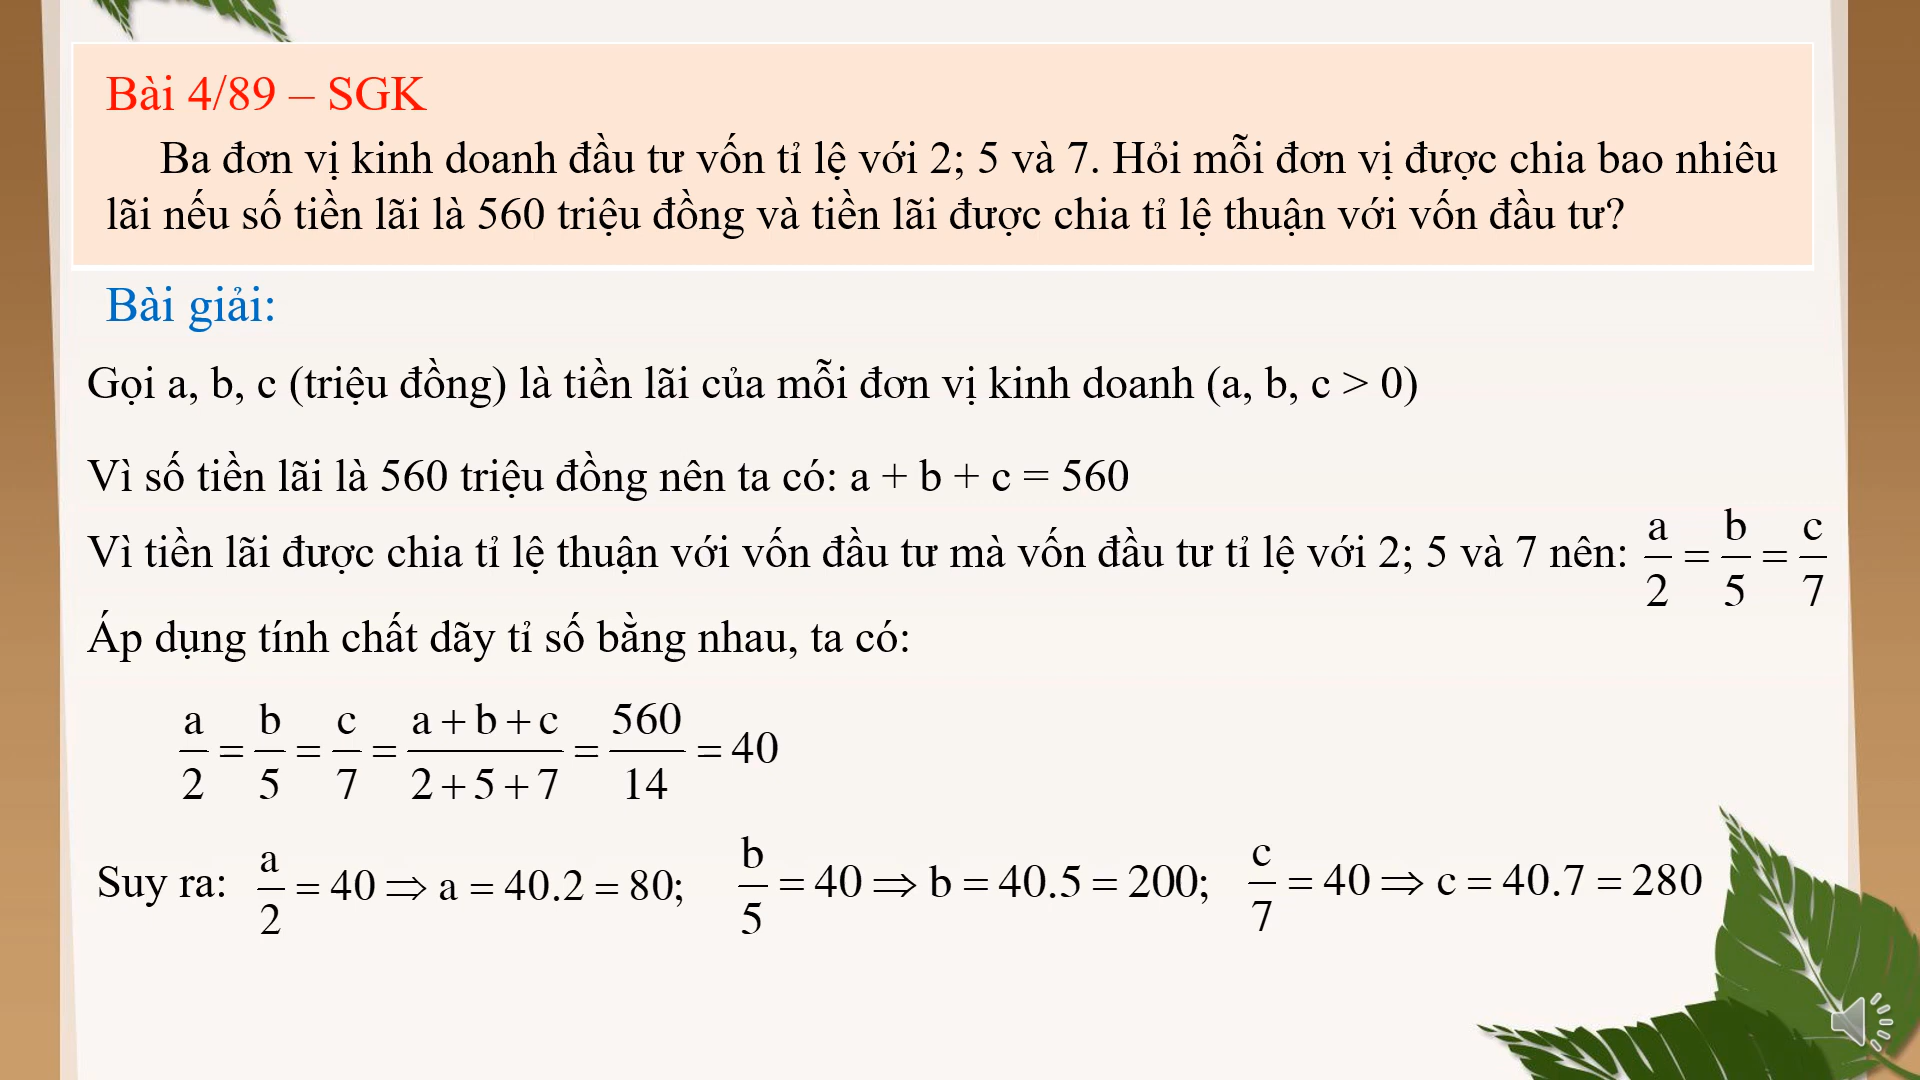 Bài 4/89 – SGK
Ba đơn vị kinh doanh đầu tư vốn tỉ lệ với 2; 5 và 7. Hỏi mỗi đơn vị được chia bao nhiêu
lãi nếu số tiền lãi là 560 triệu đồng và tiền lãi được chia tỉ lệ thuận với vốn đầu tư?
Bài giải:
Gọi a, b, c (triệu đồng) là tiền lãi của mỗi đơn vị kinh doanh (a, b, c > 0)
Vì số tiền lãi là 560 triệu đồng nên ta có: a + b + c = 560
Vì tiền lãi được chia tỉ lệ thuận với vốn đầu tư mà vốn đầu tư tỉ lệ với 2; 5 và 7 nên: a/2 = b/5 = c/7
Áp dụng tính chất dãy tỉ số bằng nhau, ta có:
a/2 = b/5 = c/7 = (a + b + c)/(2 + 5 + 7) = 560/14 = 40
Suy ra: a/2 = 40 ⇒ a = 40.2 = 80; b/5 = 40 ⇒ b = 40.5 = 200; c/7 = 40 ⇒ c = 40.7 = 280